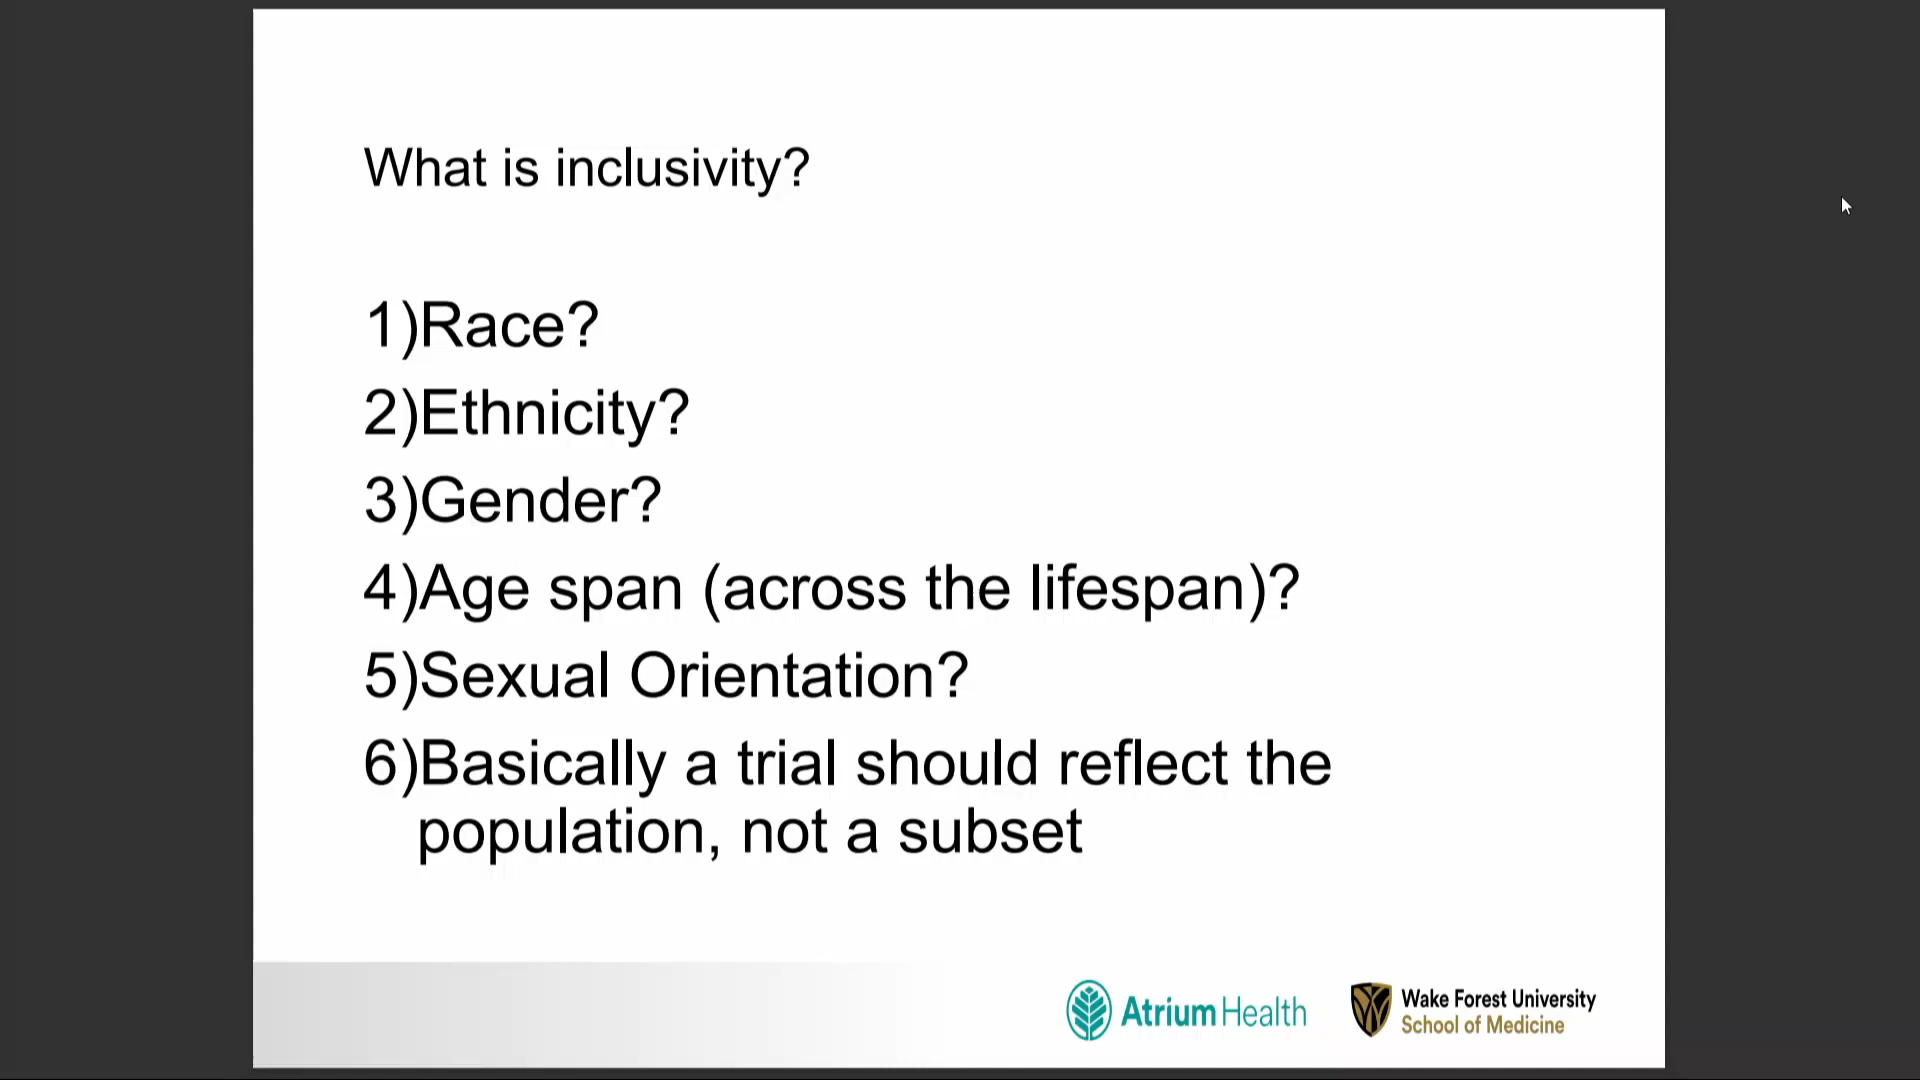 What is inclusivity?
1)Race?
2)Ethnicity?
3)Gender?
4)Age span (across the lifespan)?
5)Sexual Orientation?
6)Basically a trial should reflect the
population, not a subset
Atrium Health
Wake Forest University
School of Medicine